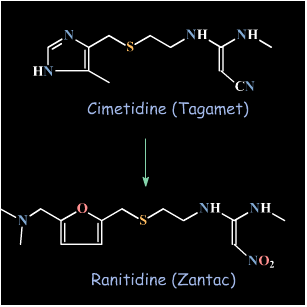 N
S
NH
NH
HN
CN
Cimetidine (Tagamet)
O
N
S
NH
NH
NO₂
Ranitidine (Zantac)